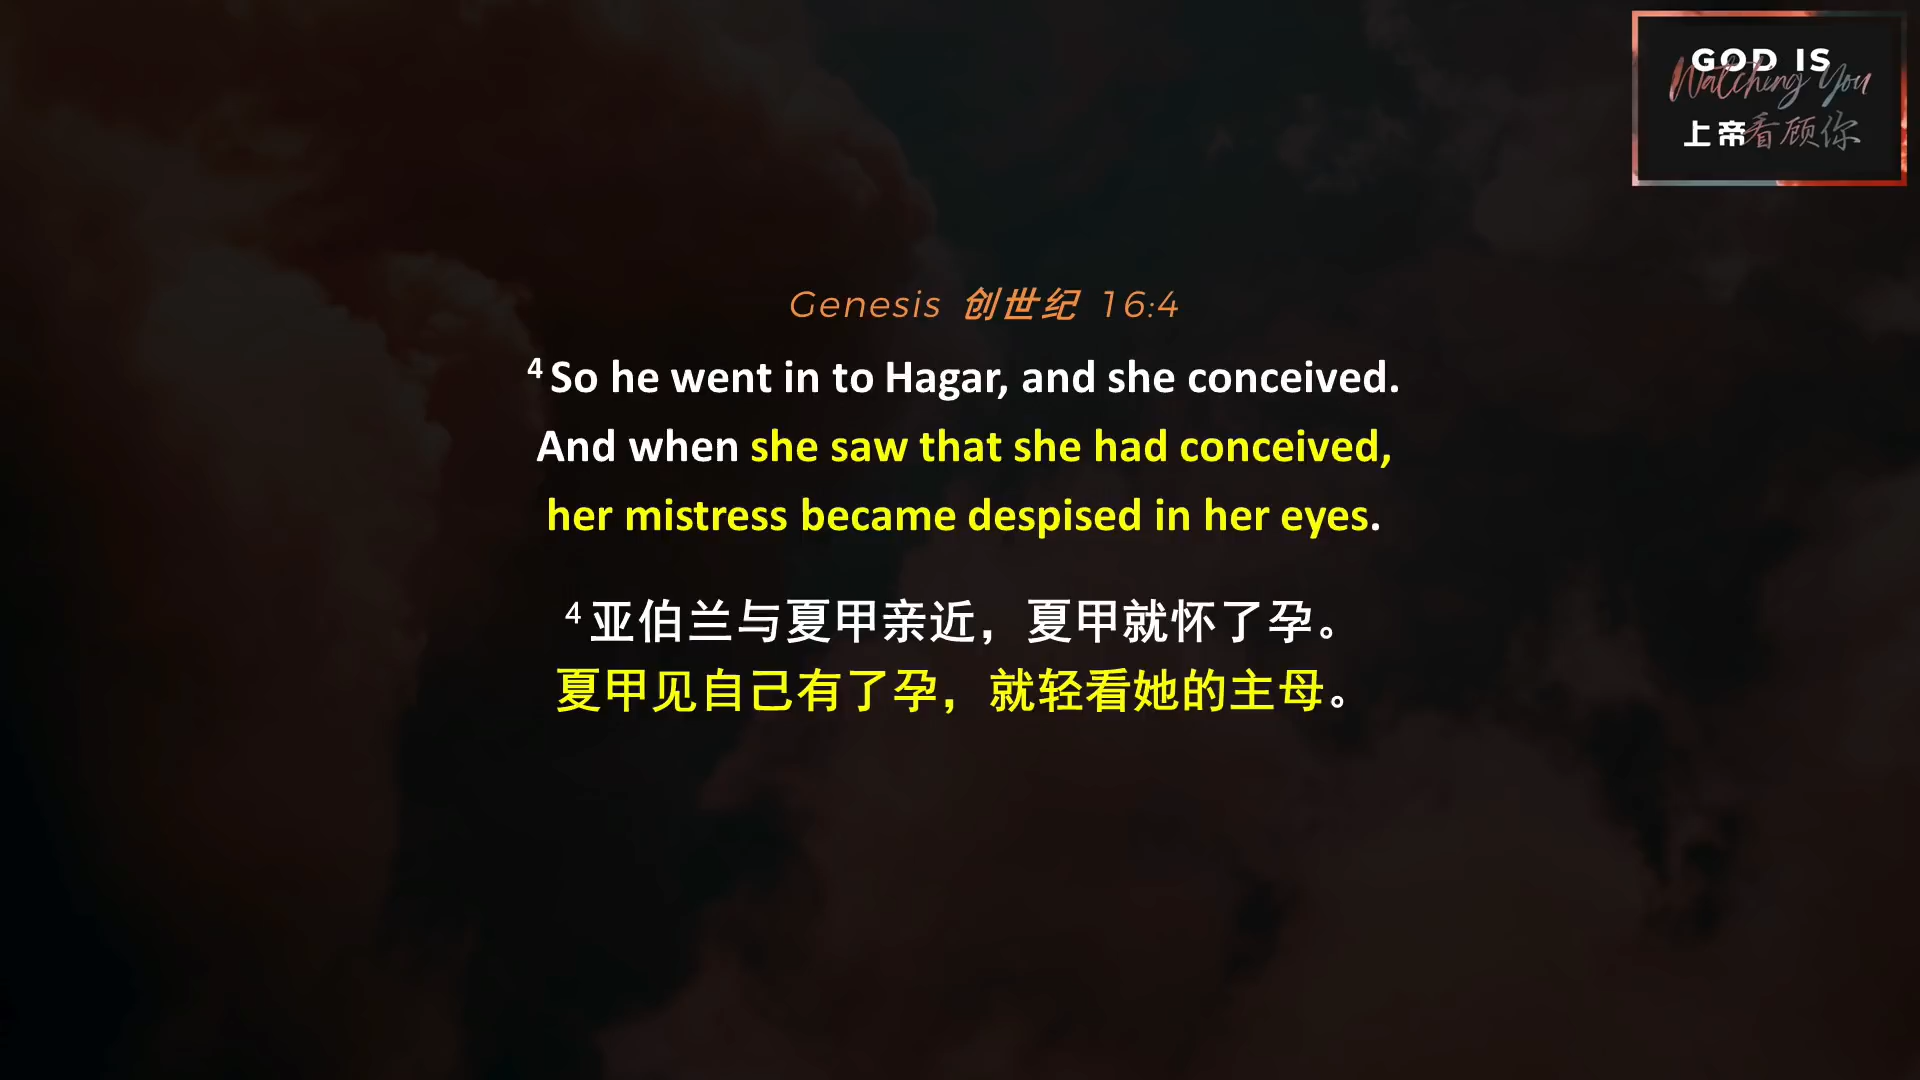 GOD IS
Watching You
上帝看顾你
Genesis 创世纪 16:4
4 So he went in to Hagar, and she conceived.
And when she saw that she had conceived,
her mistress became despised in her eyes.
4 亚伯兰与夏甲亲近，夏甲就怀了孕。
夏甲见自己有了孕，就轻看她的主母。